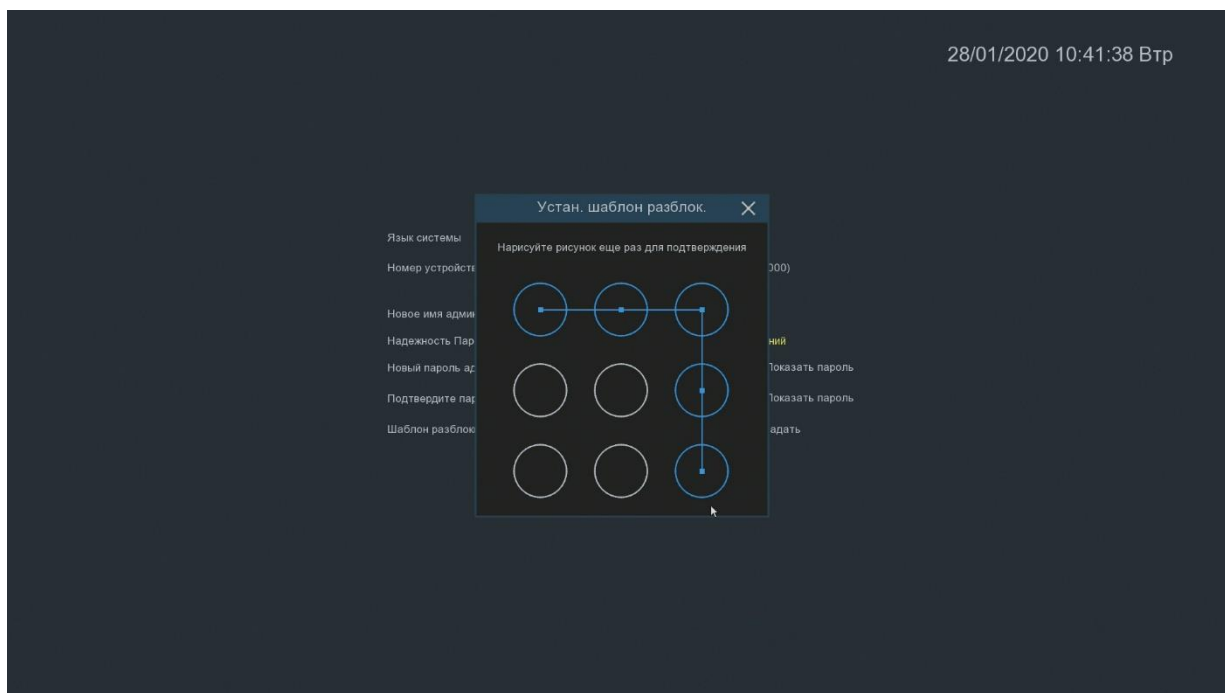 28/01/2020 10:41:38 Втр
Устан. шаблон разблок.
Нарисуйте рисунок еще раз для подтверждения
Язык системы
Номер устройств 000)
Новое имя админ
Надежность Пар ний
Новый пароль ад Показать пароль
Подтвердите пар Показать пароль
Шаблон разблок адать